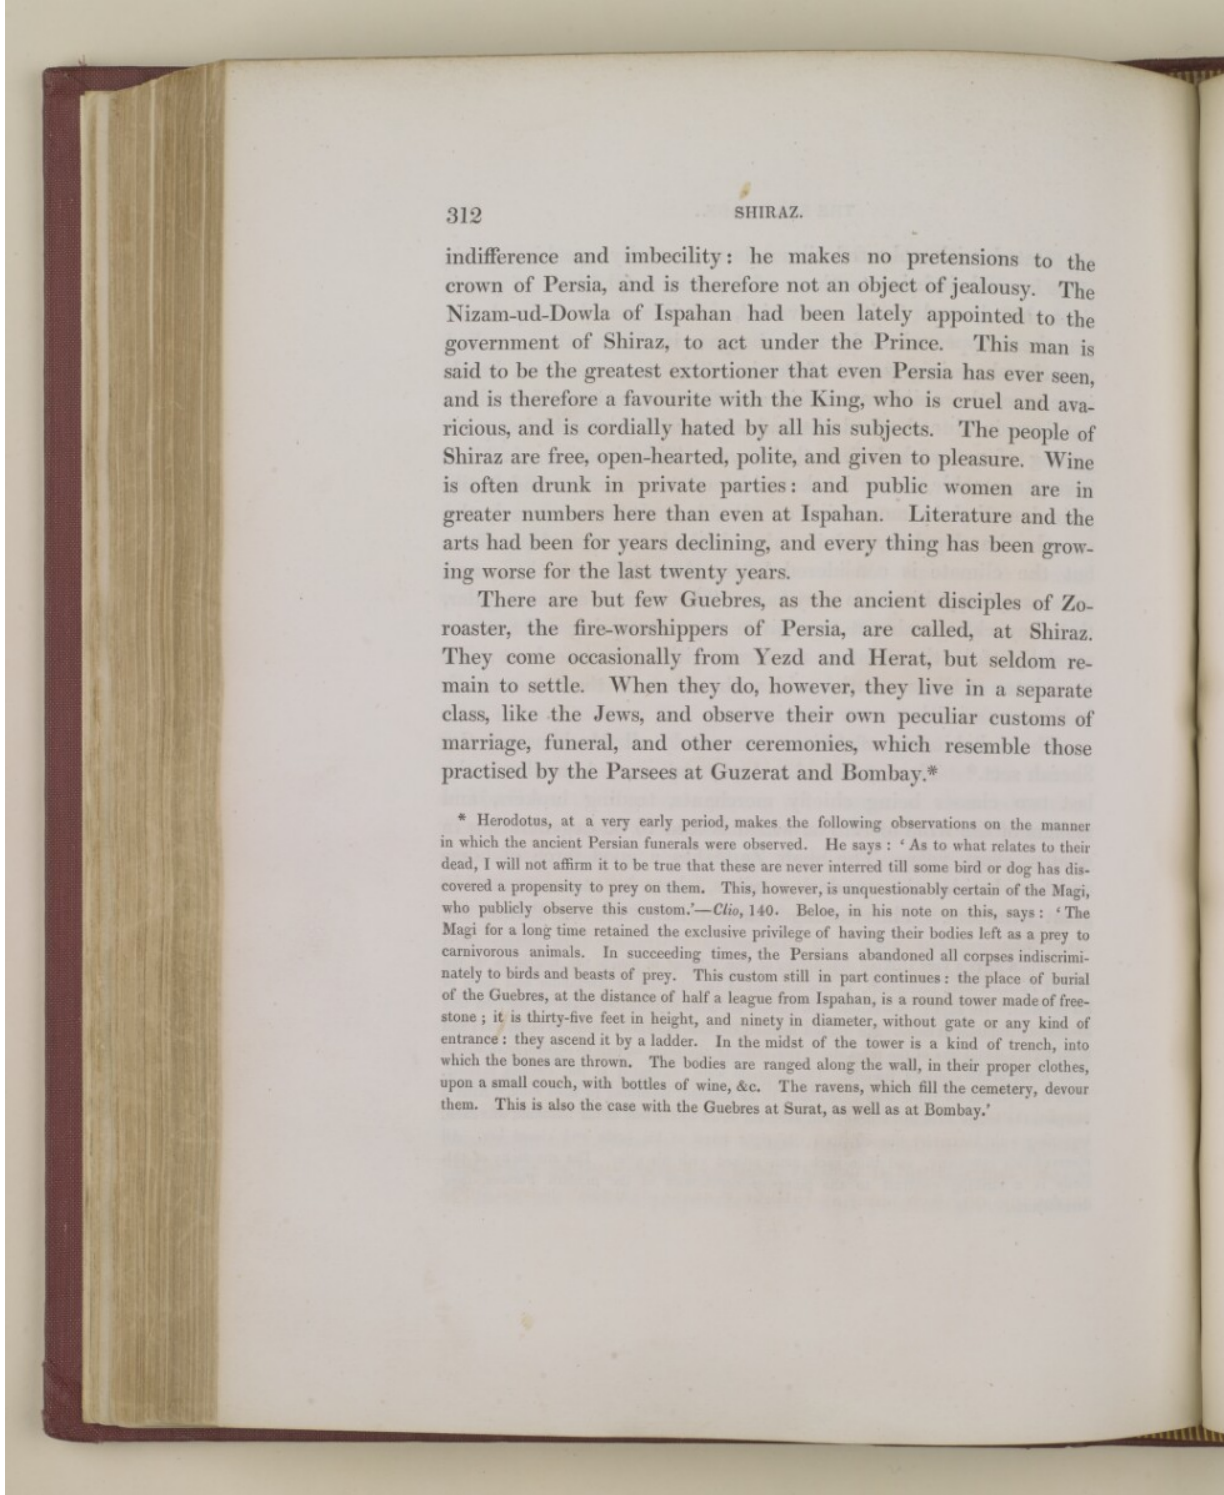 312 SHIRAZ.
indifference and imbecility: he makes no pretensions to the
crown of Persia, and is therefore not an object of jealousy. The
Nizam-ud-Dowla of Ispahan had been lately appointed to the
government of Shiraz, to act under the Prince. This man is
said to be the greatest extortioner that even Persia has ever seen,
and is therefore a favourite with the King, who is cruel and ava-
ricious, and is cordially hated by all his subjects. The people of
Shiraz are free, open-hearted, polite, and given to pleasure. Wine
is often drunk in private parties: and public women are in
greater numbers here than even at Ispahan. Literature and the
arts had been for years declining, and every thing has been grow-
ing worse for the last twenty years.
There are but few Guebres, as the ancient disciples of Zo-
roaster, the fire-worshippers of Persia, are called, at Shiraz.
They come occasionally from Yezd and Herat, but seldom re-
main to settle. When they do, however, they live in a separate
class, like the Jews, and observe their own peculiar customs of
marriage, funeral, and other ceremonies, which resemble those
practised by the Parsees at Guzerat and Bombay.*
* Herodotus, at a very early period, makes the following observations on the manner
in which the ancient Persian funerals were observed. He says: ‘As to what relates to their
dead, I will not affirm it to be true that these are never interred till some bird or dog has dis-
covered a propensity to prey on them. This, however, is unquestionably certain of the Magi,
who publicly observe this custom.’—Clio, 140. Beloe, in his note on this, says: ‘The
Magi for a long time retained the exclusive privilege of having their bodies left as a prey to
carnivorous animals. In succeeding times, the Persians abandoned all corpses indiscrimi-
nately to birds and beasts of prey. This custom still in part continues: the place of burial
of the Guebres, at the distance of half a league from Ispahan, is a round tower made of free-
stone; it is thirty-five feet in height, and ninety in diameter, without gate or any kind of
entrance: they ascend it by a ladder. In the midst of the tower is a kind of trench, into
which the bones are thrown. The bodies are ranged along the wall, in their proper clothes,
upon a small couch, with bottles of wine, &c. The ravens, which fill the cemetery, devour
them. This is also the case with the Guebres at Surat, as well as at Bombay.’